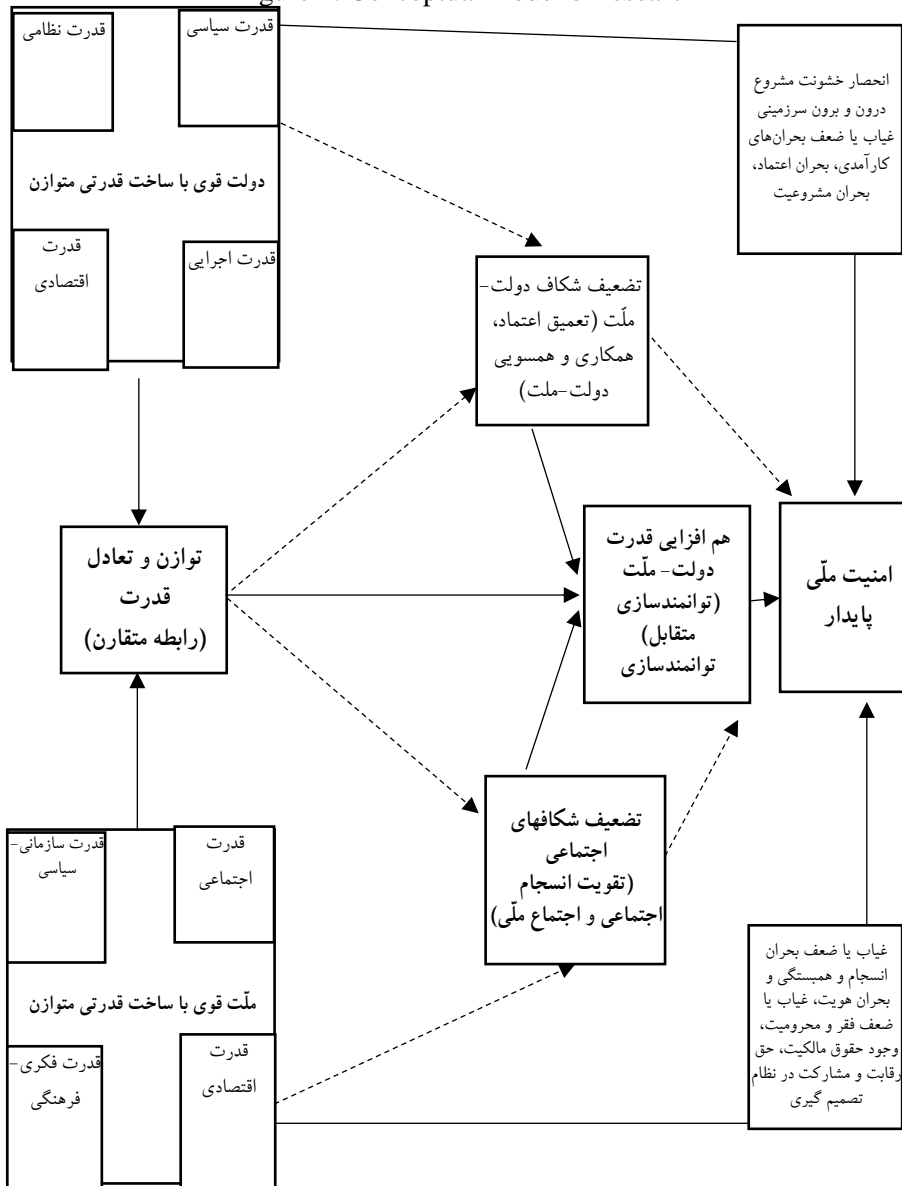 قدرت نظامی
قدرت سیاسی
دولت قوی با ساخت قدرتی متوازن
قدرت
اقتصادی
قدرت اجرایی
انحصار خشونت مشروع
درون و برون سرزمینی
غیاب یا ضعف بحران‌های
کارآمدی، بحران اعتماد،
بحران مشروعیت
تضعیف شکاف دولت-
ملّت (تعمیق اعتماد،
همکاری و همسویی
دولت-ملت)
توازن و تعادل
قدرت
(رابطه متقارن)
هم افزایی قدرت
دولت- ملّت
(توانمندسازی
متقابل)
توانمندسازی
امنیت ملّی
پایدار
تضعیف شکافهای
اجتماعی
(تقویت انسجام
اجتماعی و اجتماع ملّی)
قدرت سازمانی-
سیاسی
قدرت
اجتماعی
ملّت قوی با ساخت قدرتی متوازن
قدرت فکری-
فرهنگی
قدرت
اقتصادی
غیاب یا ضعف بحران
انسجام و همبستگی و
بحران هویت، غیاب یا
ضعف فقر و محرومیت،
وجود حقوق مالکیت، حق
رقابت و مشارکت در نظام
تصمیم گیری